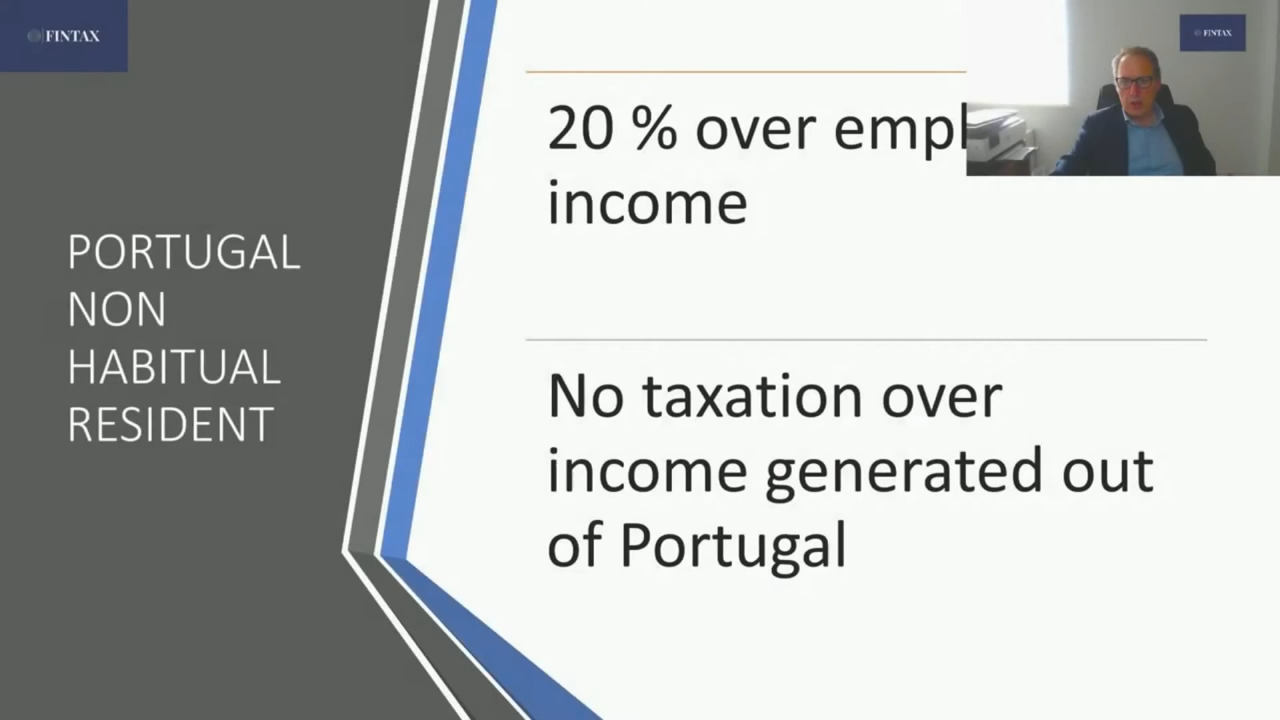 FINTAX
FINTAX
20 % over empl
income
PORTUGAL
NON
HABITUAL
RESIDENT
No taxation over
income generated out
of Portugal